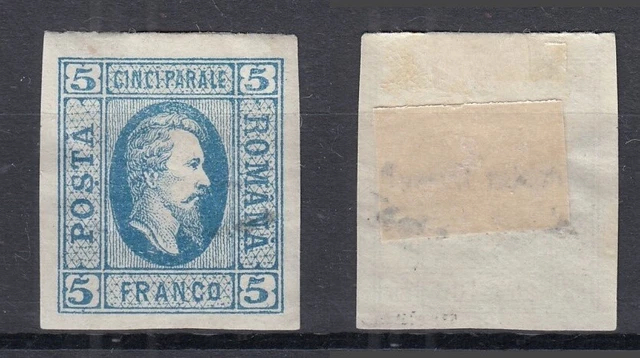 5 CINCI PARALE 5
POSTA
ROMANA
5 FRANCO 5